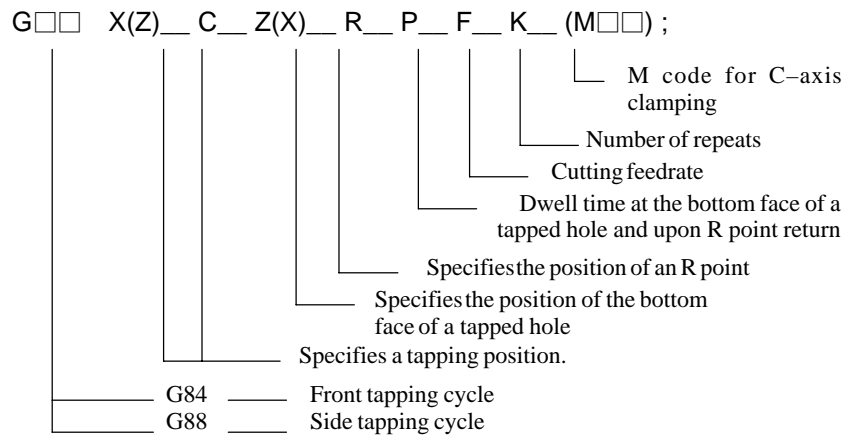 G□□ X(Z)__ C__ Z(X)__ R__ P__ F__ K__ (M□□) ;
M code for C–axis
clamping
Number of repeats
Cutting feedrate
Dwell time at the bottom face of a
tapped hole and upon R point return
Specifies the position of an R point
Specifies the position of the bottom
face of a tapped hole
Specifies a tapping position.
G84 Front tapping cycle
G88 Side tapping cycle